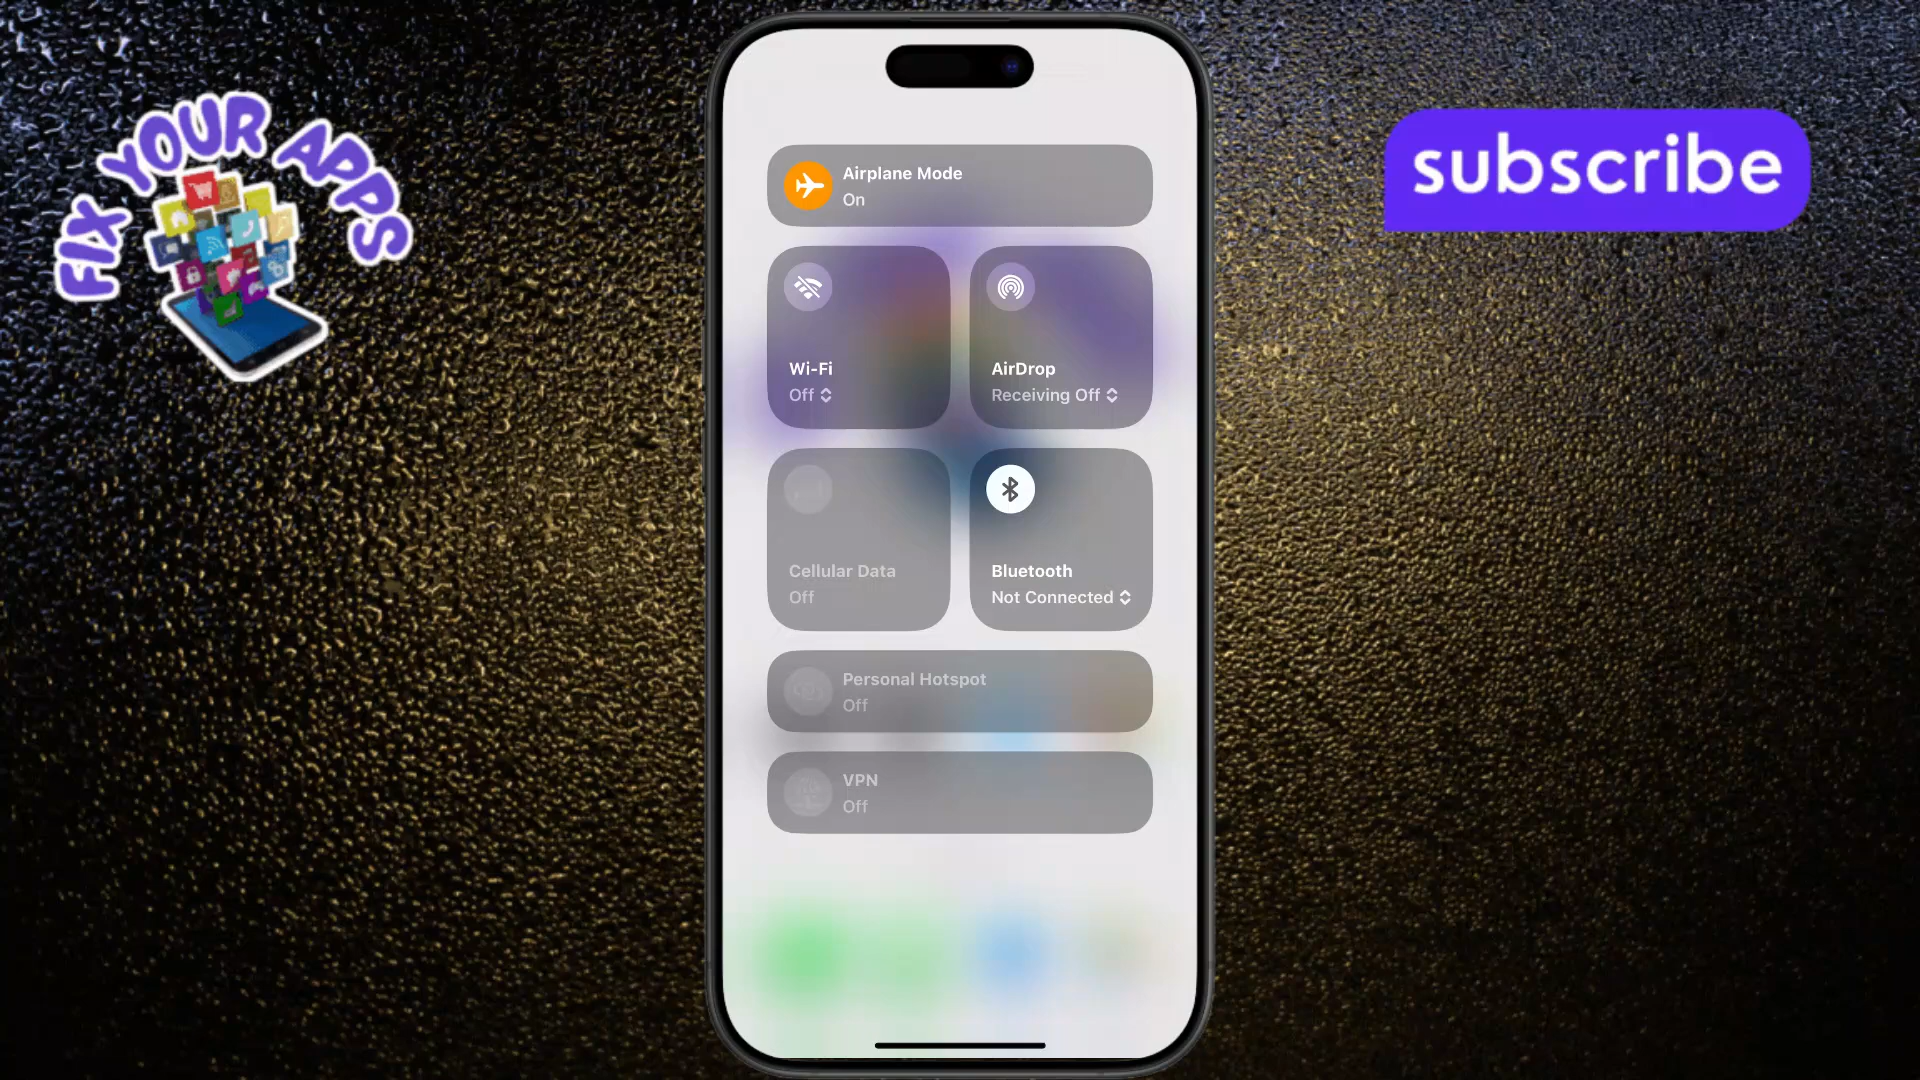 FIX YOUR APPS
subscribe
Airplane Mode
On
Wi-Fi
Off
AirDrop
Receiving Off
Cellular Data
Off
Bluetooth
Not Connected
Personal Hotspot
Off
VPN
Off